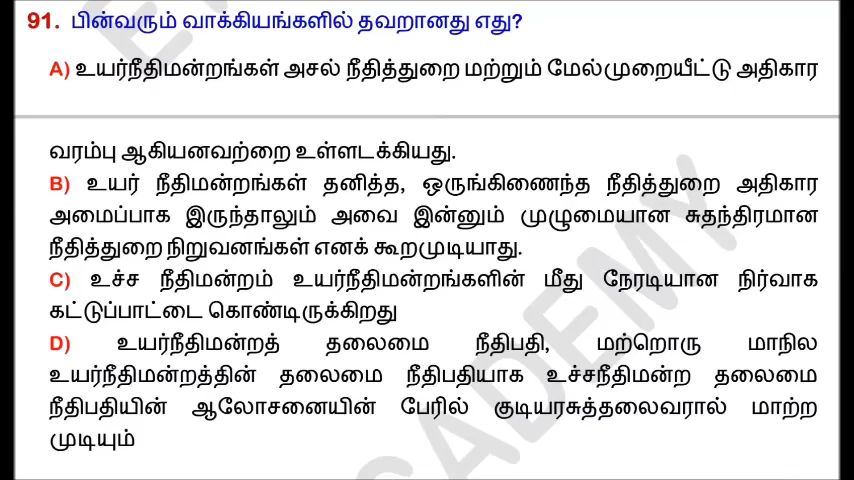 91. பின்வரும் வாக்கியங்களில் தவறானது எது?
A) உயர்நீதிமன்றங்கள் அசல் நீதித்துறை மற்றும் மேல்முறையீட்டு அதிகார
வரம்பு ஆகியனவற்றை உள்ளடக்கியது.
B) உயர் நீதிமன்றங்கள் தனித்த, ஒருங்கிணைந்த நீதித்துறை அதிகார
அமைப்பாக இருந்தாலும் அவை இன்னும் முழுமையான சுதந்திரமான
நீதித்துறை நிறுவனங்கள் எனக் கூறமுடியாது.
C) உச்ச நீதிமன்றம் உயர்நீதிமன்றங்களின் மீது நேரடியான நிர்வாக
கட்டுப்பாட்டை கொண்டிருக்கிறது
D) உயர்நீதிமன்றத் தலைமை நீதிபதி, மற்றொரு மாநில
உயர்நீதிமன்றத்தின் தலைமை நீதிபதியாக உச்சநீதிமன்ற தலைமை
நீதிபதியின் ஆலோசனையின் பேரில் குடியரசுத்தலைவரால் மாற்ற
முடியும்